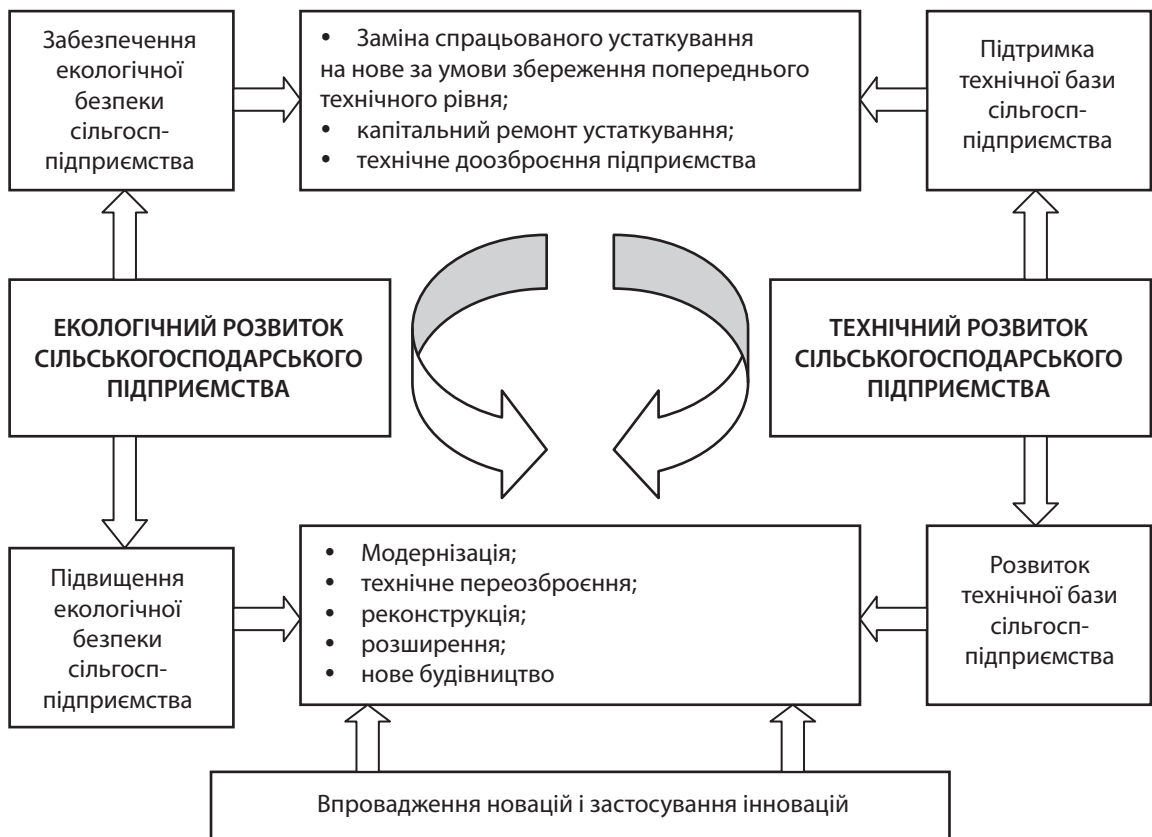 Забезпечення
екологічної
безпеки
сільгосп-
підприємства
• Заміна спрацьованого устаткування
на нове за умови збереження попереднього
технічного рівня;
• капітальний ремонт устаткування;
• технічне доозброєння підприємства
Підтримка
технічної бази
сільгосп-
підприємства
ЕКОЛОГІЧНИЙ РОЗВИТОК
СІЛЬСЬКОГОСПОДАРСЬКОГО
ПІДПРИЄМСТВА
ТЕХНІЧНИЙ РОЗВИТОК
СІЛЬСЬКОГОСПОДАРСЬКОГО
ПІДПРИЄМСТВА
Підвищення
екологічної
безпеки
сільгосп-
підприємства
• Модернізація;
• технічне переозброєння;
• реконструкція;
• розширення;
• нове будівництво
Розвиток
технічної бази
сільгосп-
підприємства
Впровадження новацій і застосування інновацій